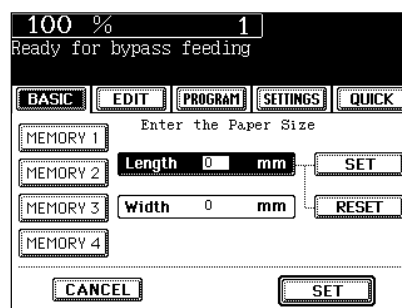 100 % 1
Ready for bypass feeding
BASIC EDIT PROGRAM SETTINGS QUICK
Enter the Paper Size
MEMORY 1
Length 0 mm SET
MEMORY 2
MEMORY 3 Width 0 mm RESET
MEMORY 4
CANCEL SET